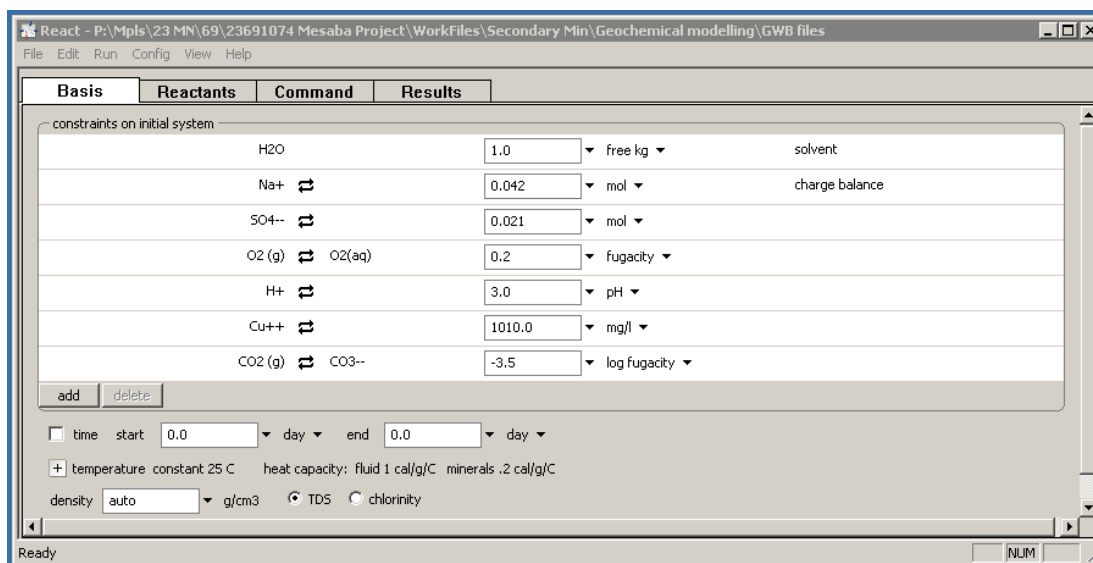 React - P:\Mpls\23 MN\69\23691074 Mesaba Project\WorkFiles\Secondary Min\Geochemical modelling\GWB files
File Edit Run Config View Help
Basis Reactants Command Results
constraints on initial system
H2O 1.0 free kg solvent
Na+ 0.042 mol charge balance
SO4-- 0.021 mol
O2 (g) O2(aq) 0.2 fugacity
H+ 3.0 pH
Cu++ 1010.0 mg/l
CO2 (g) CO3-- -3.5 log fugacity
add delete
time start 0.0 day end 0.0 day
+ temperature constant 25 C heat capacity: fluid 1 cal/g/C minerals .2 cal/g/C
density auto g/cm3 TDS chlorinity
Ready NUM